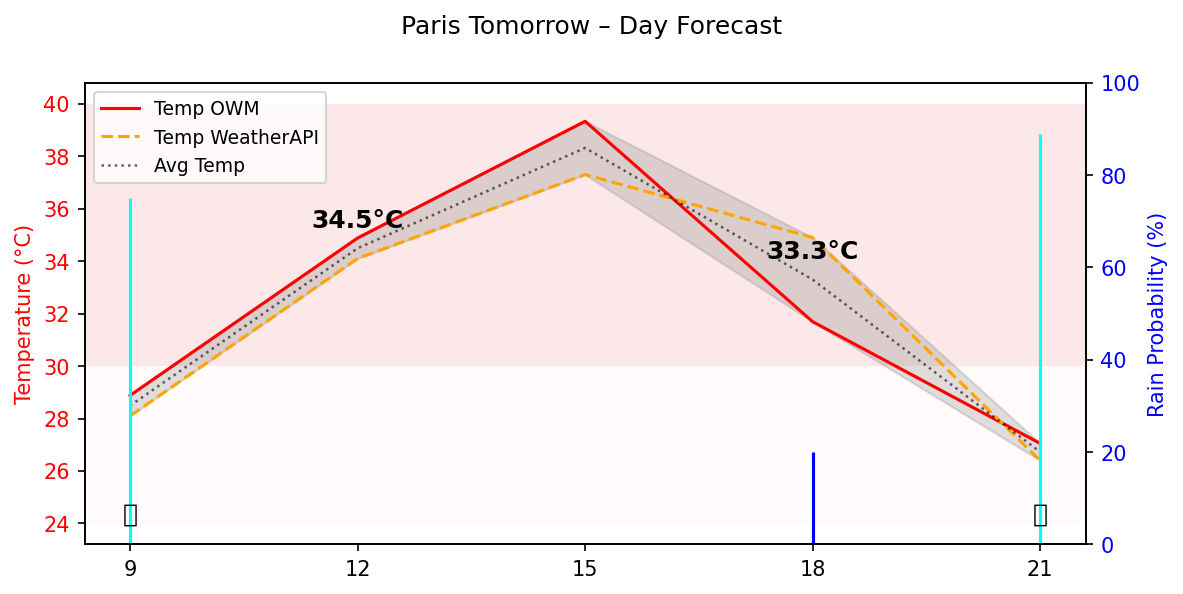 Paris Tomorrow – Day Forecast
Temp OWM
Temp WeatherAPI
Avg Temp
Temperature (°C)
40
38
36
34
32
30
28
26
24
34.5°C
33.3°C
Rain Probability (%)
100
80
60
40
20
0
9
12
15
18
21